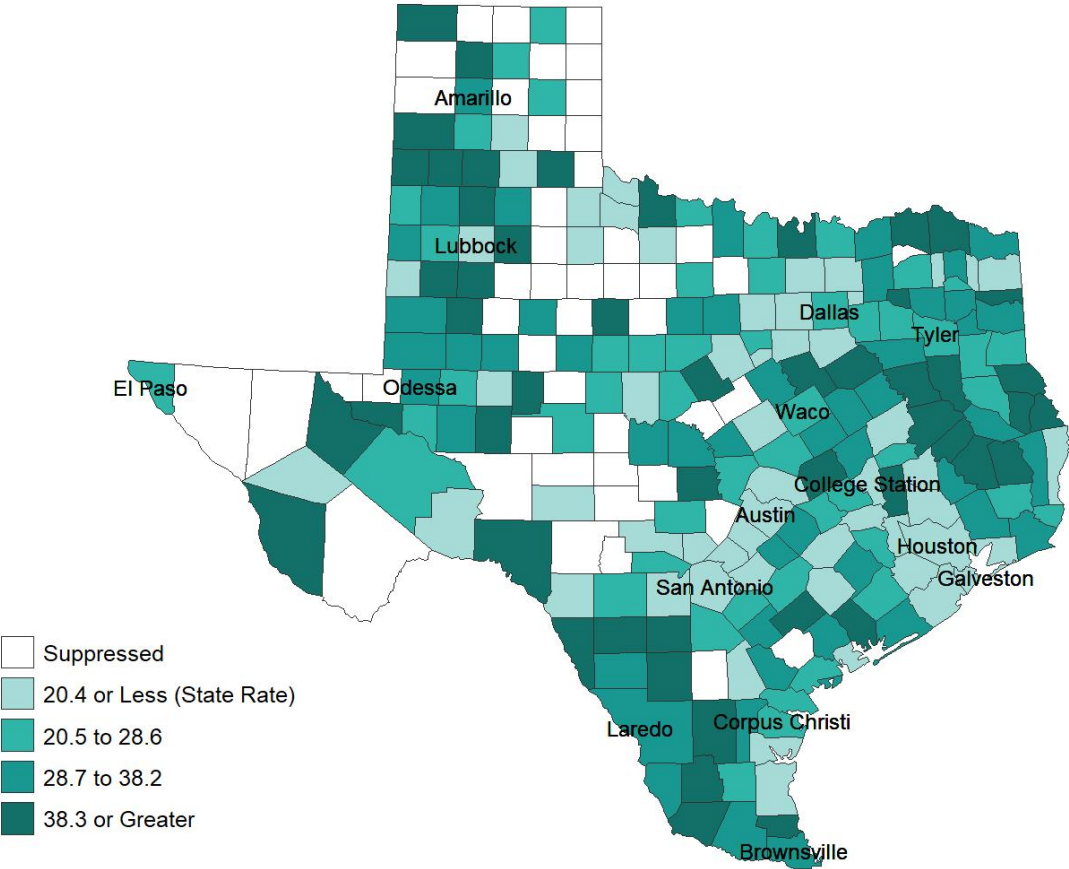 Amarillo
Lubbock
Dallas
Tyler
El Paso
Odessa
Waco
College Station
Austin
Houston
Galveston
San Antonio
Suppressed
20.4 or Less (State Rate)
20.5 to 28.6
28.7 to 38.2
38.3 or Greater
Laredo
Corpus Christi
Brownsville